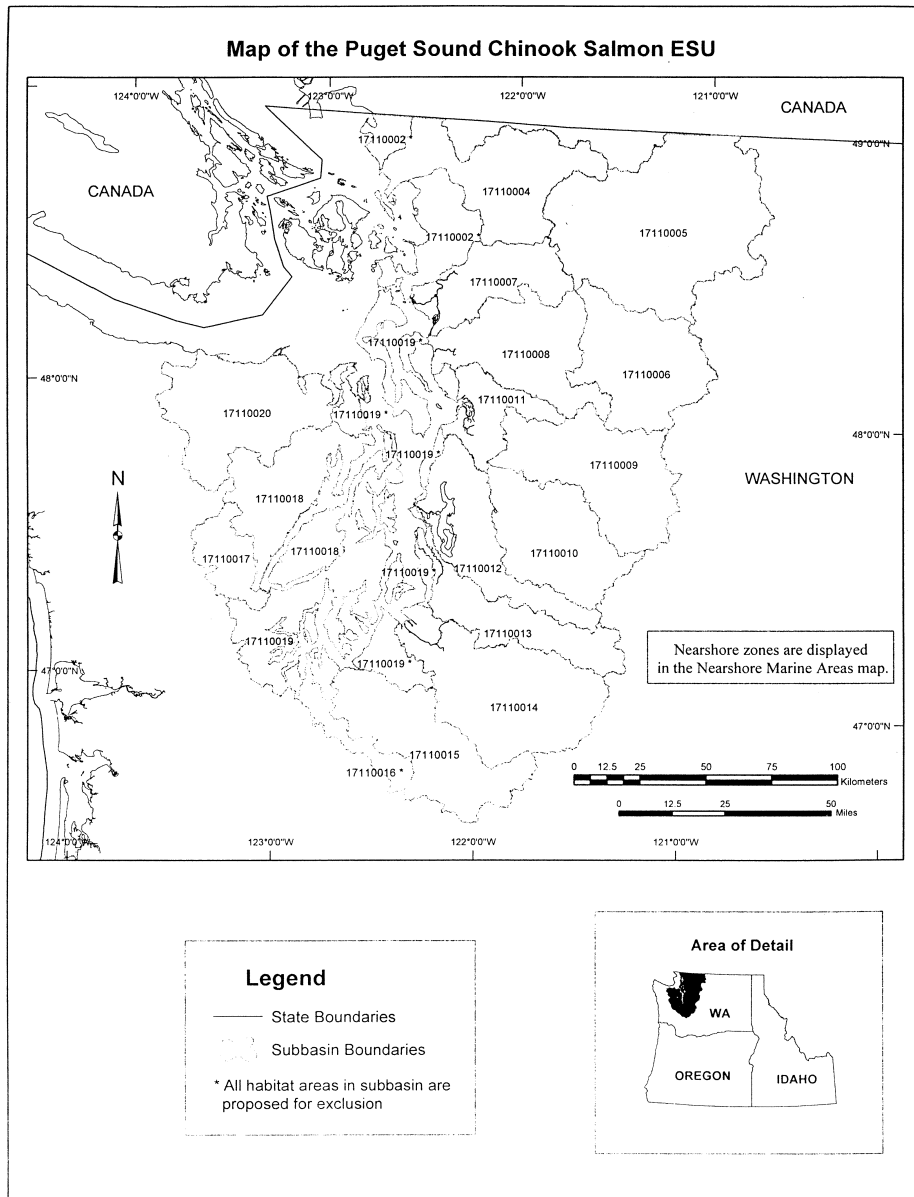 Map of the Puget Sound Chinook Salmon ESU
124°0'0"W 123°0'0"W 122°0'0"W 121°0'0"W
CANADA
17110002 *
49°0'0"N
CANADA
17110004
17110005
17110002
17110007
17110019 *
17110008
17110006
48°0'0"N
17110011
17110020
17110019 *
48°0'0"N
17110019 *
17110009
N
WASHINGTON
17110018
17110017
17110018
17110010
17110019 *
17110012
17110013
17110019
Nearshore zones are displayed
in the Nearshore Marine Areas map.
47°0'0"N
17110019 *
17110014
47°0'0"N
17110015
17110016 *
0 12.5 25 50 75 100
Kilometers
0 12.5 25 50
Miles
124°0'0"W 123°0'0"W 122°0'0"W 121°0'0"W
Legend
State Boundaries
Subbasin Boundaries
* All habitat areas in subbasin are
proposed for exclusion
Area of Detail
WA
OREGON
IDAHO